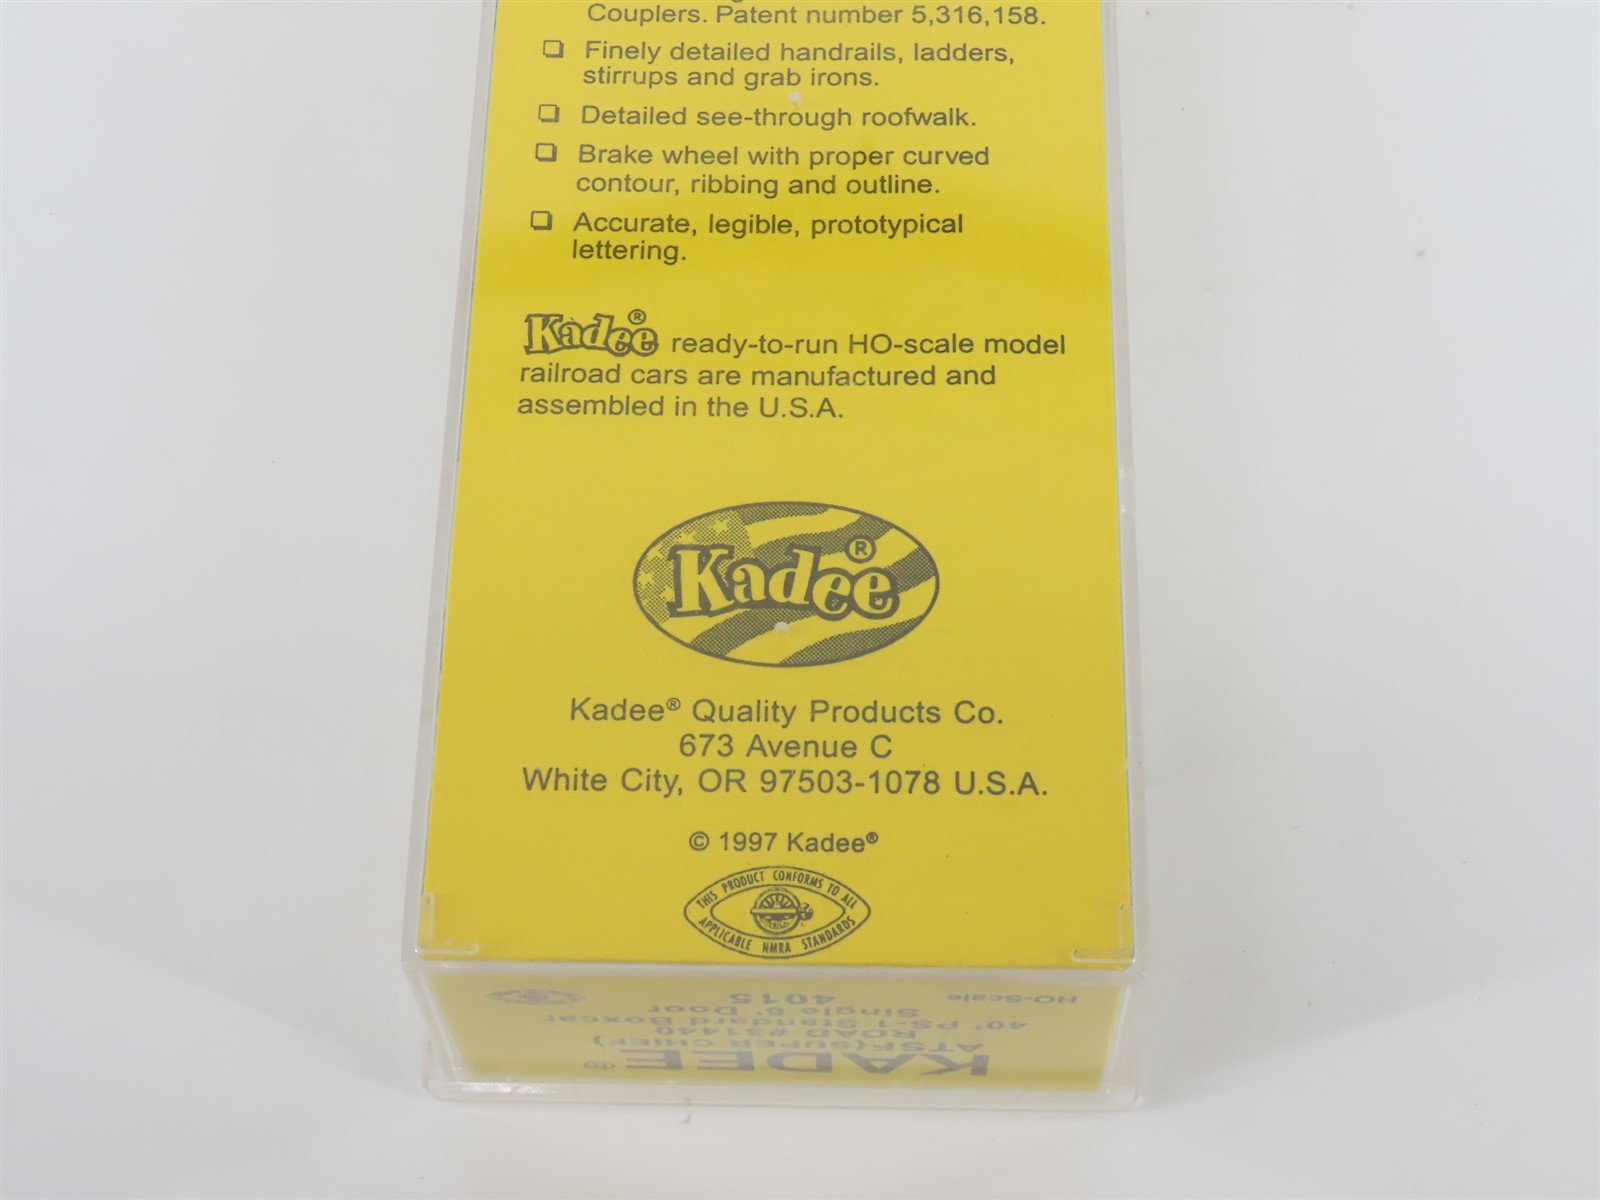 Couplers. Patent number 5,316,158.
❏ Finely detailed handrails, ladders,
stirrups and grab irons.
❏ Detailed see-through roofwalk.
❏ Brake wheel with proper curved
contour, ribbing and outline.
❏ Accurate, legible, prototypical
lettering.
Kadee® ready-to-run HO-scale model
railroad cars are manufactured and
assembled in the U.S.A.
Kadee®
Kadee® Quality Products Co.
673 Avenue C
White City, OR 97503-1078 U.S.A.
© 1997 Kadee®
THIS PRODUCT CONFORMS TO ALL
APPLICABLE NMRA STANDARDS
KADEE®
ATSF(SUPER CHIEF)
ROAD #31440
40' PS-1 Standard Boxcar
Single 6' Door
HO-Scale 4015